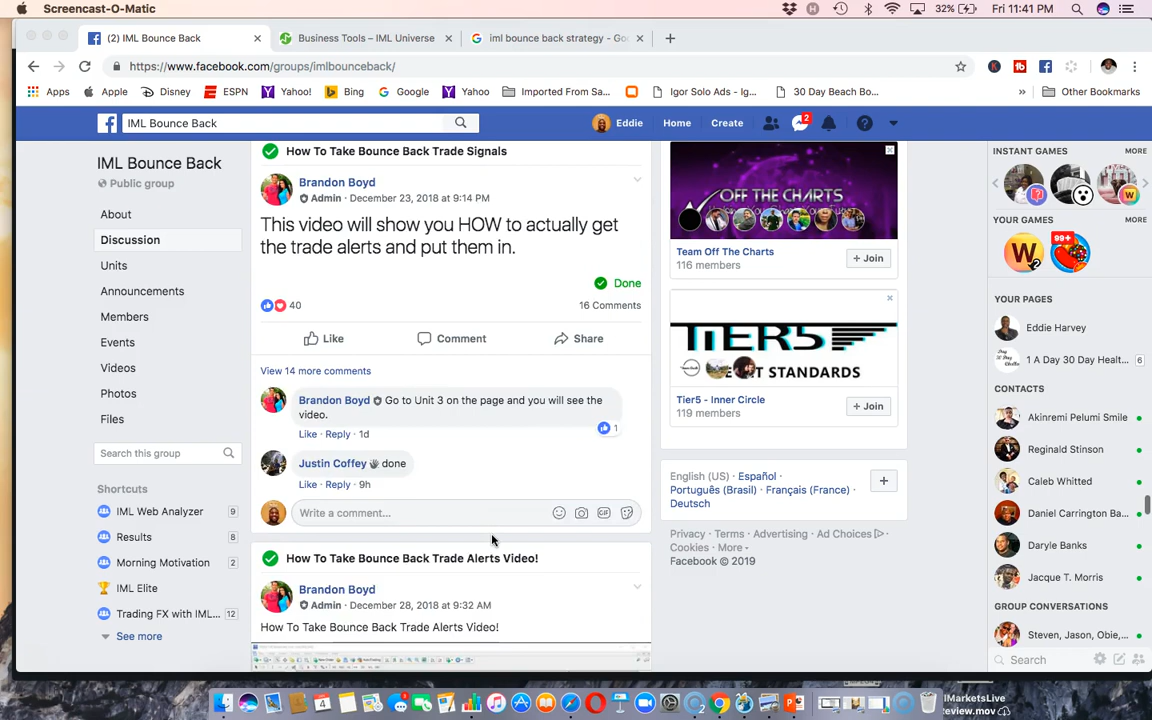 Screencast-O-Matic
32%
Fri 11:41 PM
(2) IML Bounce Back
Business Tools – IML Universe
iml bounce back strategy - Go
https://www.facebook.com/groups/imlbounceback/
Apps
Apple
Disney
ESPN
Yahoo!
Bing
Google
Yahoo
Imported From Sa...
Igor Solo Ads - Ig...
30 Day Beach Bo...
»
Other Bookmarks
IML Bounce Back
Eddie
Home
Create
2
IML Bounce Back
Public group
About
Discussion
Units
Announcements
Members
Events
Videos
Photos
Files
Search this group
Shortcuts
IML Web Analyzer 9
Results 8
Morning Motivation 2
IML Elite
Trading FX with IML... 12
See more
How To Take Bounce Back Trade Signals
Brandon Boyd
Admin · December 23, 2018 at 9:14 PM
This video will show you HOW to actually get
the trade alerts and put them in.
Done
40
16 Comments
Like
Comment
Share
View 14 more comments
Brandon Boyd Go to Unit 3 on the page and you will see the
video.
1
Like · Reply · 1d
Justin Coffey done
Like · Reply · 9h
Write a comment...
GIF
How To Take Bounce Back Trade Alerts Video!
Brandon Boyd
Admin · December 28, 2018 at 9:32 AM
How To Take Bounce Back Trade Alerts Video!
OFF THE CHARTS
Team Off The Charts
116 members
+ Join
TIER5
STANDARDS
Tier5 - Inner Circle
119 members
+ Join
English (US) · Español ·
Português (Brasil) · Français (France) ·
Deutsch
Privacy · Terms · Advertising · Ad Choices ·
Cookies · More
Facebook © 2019
INSTANT GAMES
MORE
YOUR GAMES
MORE
99+
W
2
YOUR PAGES
Eddie Harvey
1 A Day 30 Day Healt... 6
CONTACTS
Akinremi Pelumi Smile
Reginald Stinson
Caleb Whitted
Daniel Carrington Ba...
Daryle Banks
Jacque T. Morris
GROUP CONVERSATIONS
Steven, Jason, Obie,...
Search
IMarketsLive
review.mov